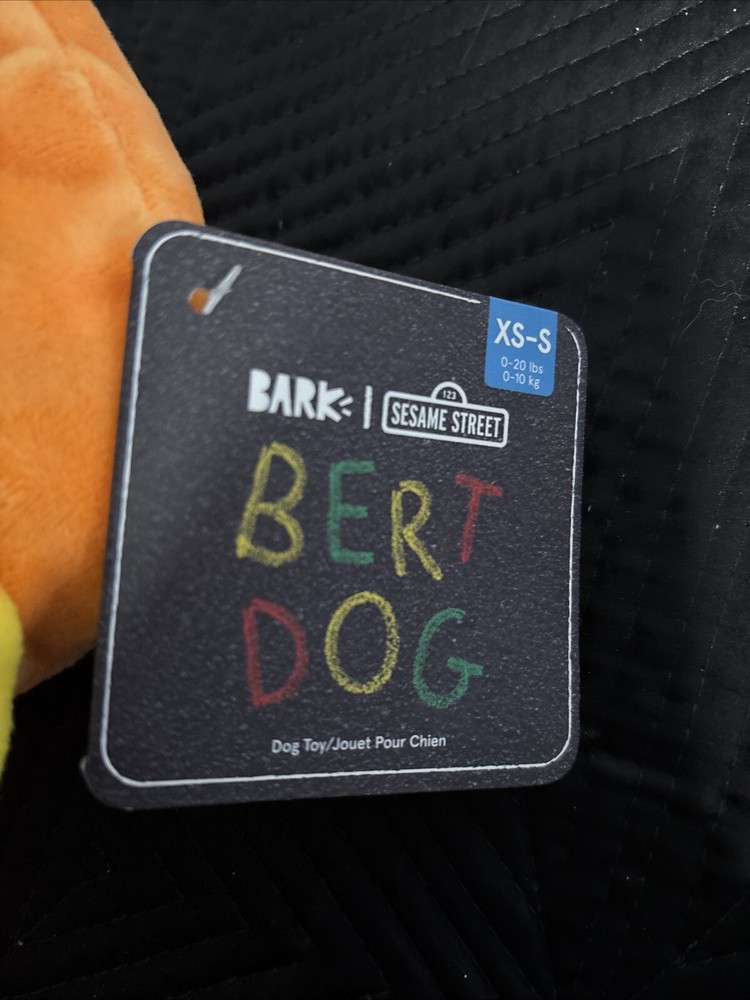 XS-S
0-20 lbs
0-10 kg
BARK | 123 SESAME STREET
BERT
DOG
Dog Toy/Jouet Pour Chien